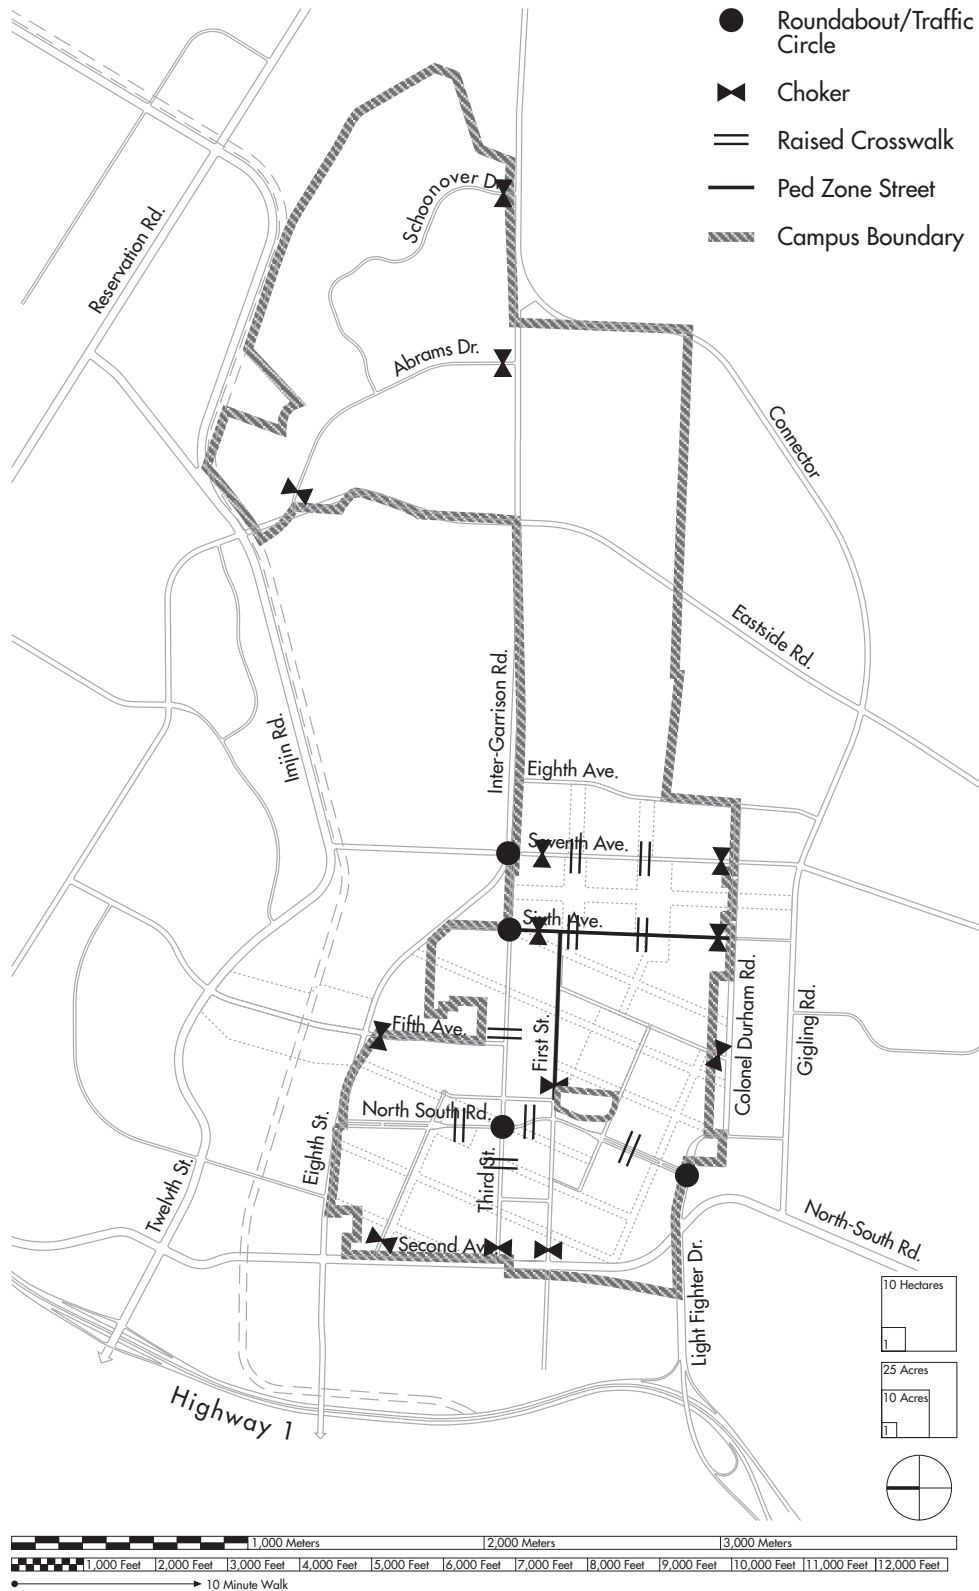 Roundabout/Traffic
Circle
Choker
Raised Crosswalk
Ped Zone Street
Campus Boundary
Schoonover Dr.
Reservation Rd.
Abrams Dr.
Connector
Eastside Rd.
Inter-Garrison Rd.
Imjin Rd.
Eighth Ave.
Seventh Ave.
Sixth Ave.
Colonel Durham Rd.
Gigling Rd.
Fifth Ave.
First St.
North South Rd.
Eighth St.
Third St.
Twelvth St.
Second Ave.
North-South Rd.
Light Fighter Dr.
Highway 1
10 Hectares
1
25 Acres
10 Acres
1
1,000 Meters 2,000 Meters 3,000 Meters
1,000 Feet 2,000 Feet 3,000 Feet 4,000 Feet 5,000 Feet 6,000 Feet 7,000 Feet 8,000 Feet 9,000 Feet 10,000 Feet 11,000 Feet 12,000 Feet
10 Minute Walk